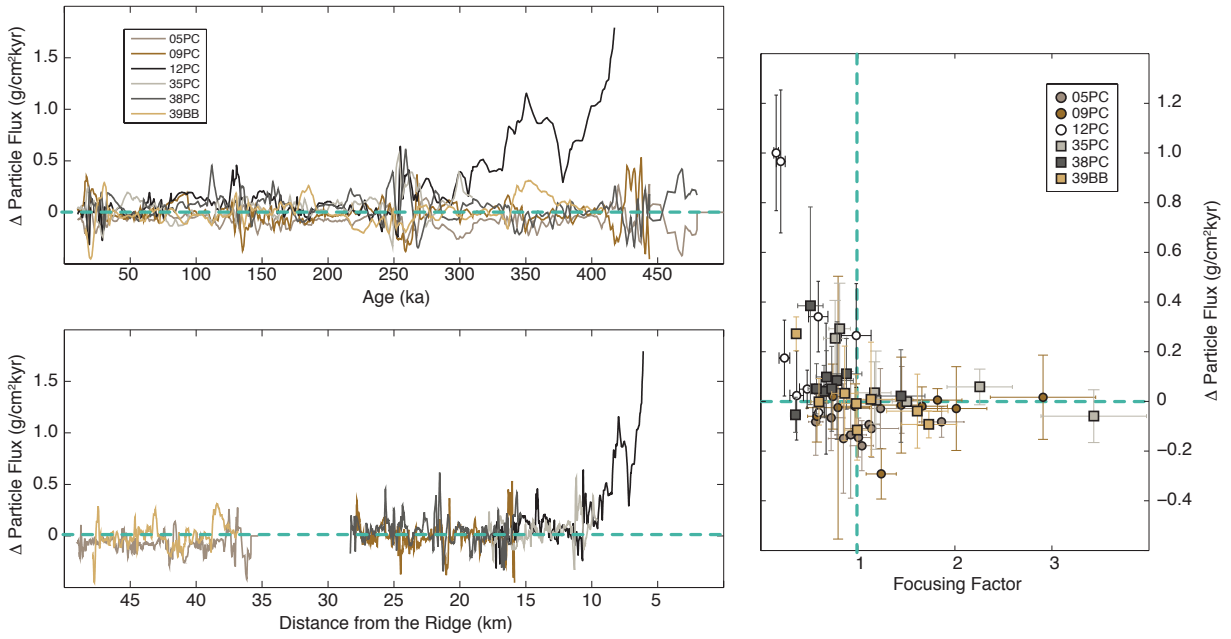 Δ Particle Flux (g/cm²kyr)
1.5
1.0
0.5
0
05PC
09PC
12PC
35PC
38PC
39BB
50 100 150 200 250 300 350 400 450
Age (ka)
Δ Particle Flux (g/cm²kyr)
1.5
1.0
0.5
0
45 40 35 30 25 20 15 10 5
Distance from the Ridge (km)
05PC
09PC
12PC
35PC
38PC
39BB
1.2
1.0
0.8
0.6
0.4
0.2
0
−0.2
−0.4
Δ Particle Flux (g/cm²kyr)
1 2 3
Focusing Factor